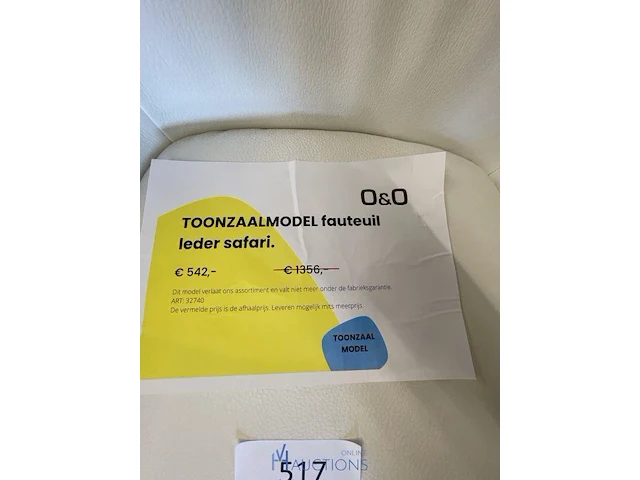 O&O
TOONZAALMODEL fauteuil
leder safari.
€ 542,- € 1356,-
Dit model verlaat ons assortiment en valt niet meer onder de fabrieksgarantie.
ART: 32740
De vermelde prijs is de afhaalprijs. Leveren mogelijk mits meerprijs.
TOONZAAL
MODEL
ONLINE
AUCTIONS
517